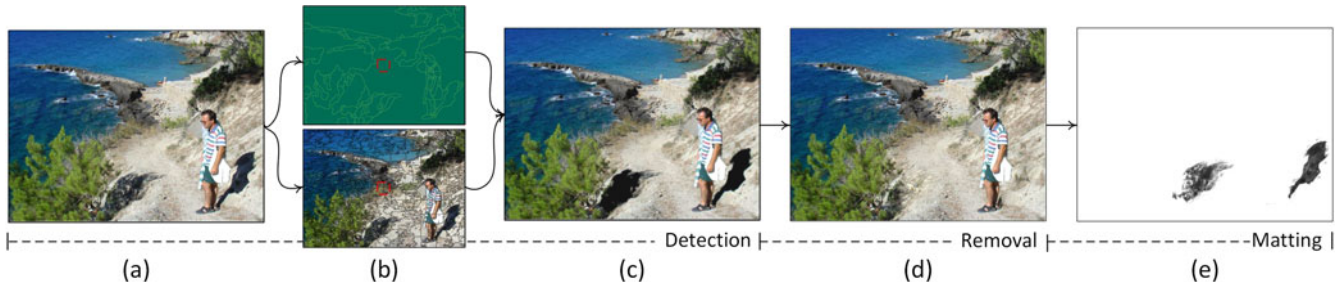 Detection
Removal
Matting
(a)
(b)
(c)
(d)
(e)